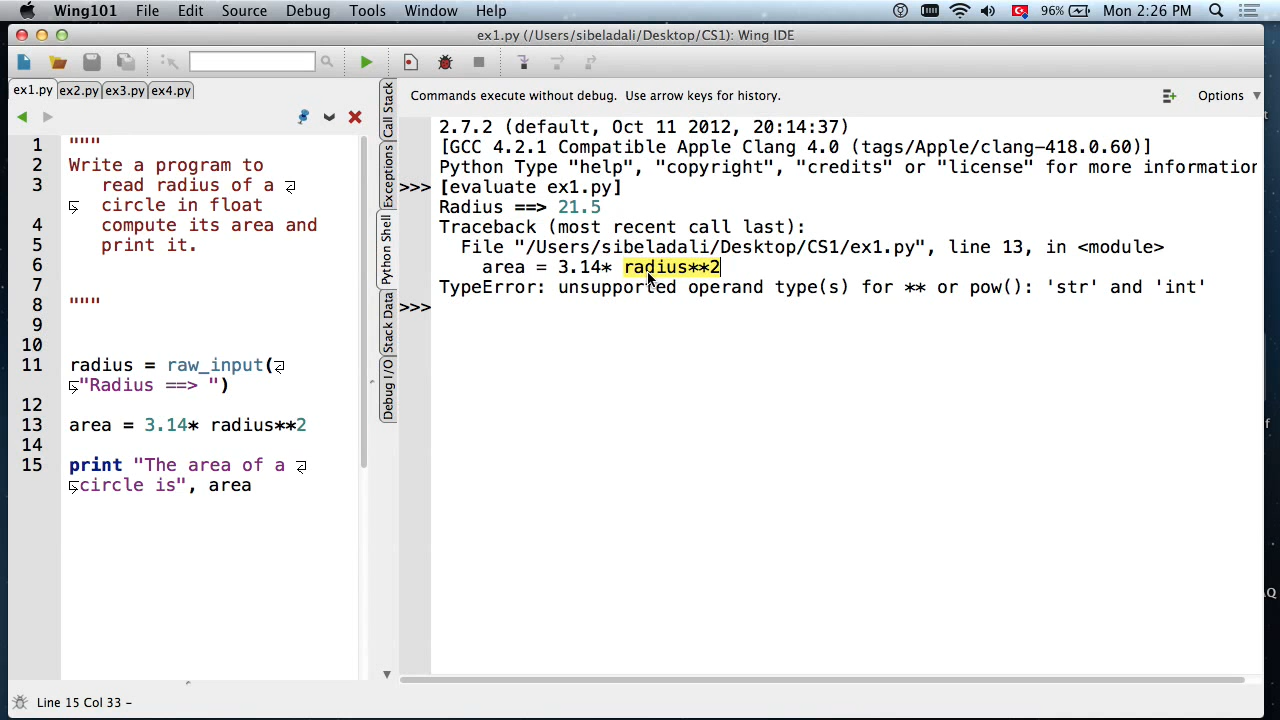 Wing101 File Edit Source Debug Tools Window Help 96% Mon 2:26 PM
ex1.py (/Users/sibeladali/Desktop/CS1): Wing IDE
ex1.py ex2.py ex3.py ex4.py
1 """
2 Write a program to
3 read radius of a
circle in float
4 compute its area and
5 print it.
6
7
8 """
9
10
11 radius = raw_input(
"Radius ==> ")
12
13 area = 3.14* radius**2
14
15 print "The area of a
circle is", area
Call Stack
Exceptions
Python Shell
Stack Data
Debug I/O
Commands execute without debug. Use arrow keys for history.
Options
2.7.2 (default, Oct 11 2012, 20:14:37)
[GCC 4.2.1 Compatible Apple Clang 4.0 (tags/Apple/clang-418.0.60)]
Python Type "help", "copyright", "credits" or "license" for more information
>>> [evaluate ex1.py]
Radius ==> 21.5
Traceback (most recent call last):
File "/Users/sibeladali/Desktop/CS1/ex1.py", line 13, in <module>
area = 3.14* radius**2
TypeError: unsupported operand type(s) for ** or pow(): 'str' and 'int'
>>>
Line 15 Col 33 –